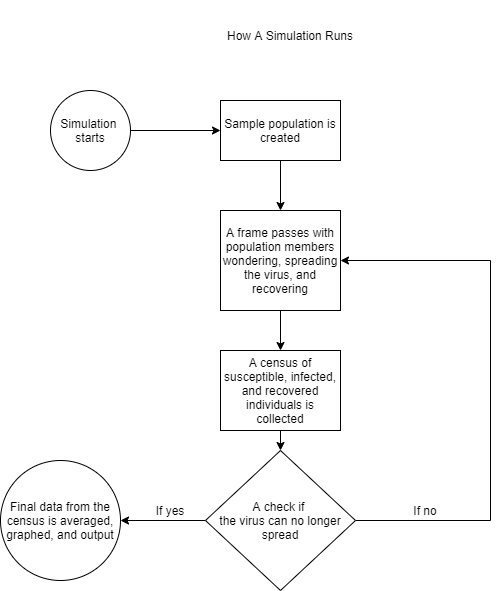 How A Simulation Runs
Simulation
starts
Sample population is
created
A frame passes with
population members
wondering, spreading
the virus, and
recovering
A census of
susceptible, infected,
and recovered
individuals is
collected
A check if
the virus can no longer
spread
If yes
If no
Final data from the
census is averaged,
graphed, and output